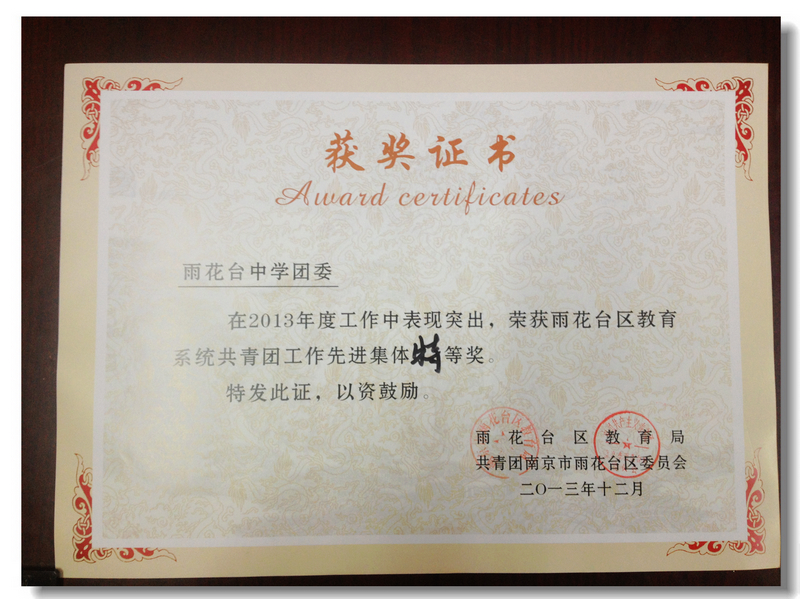 获奖证书
Award certificates
雨花台中学团委
在2013年度工作中表现突出，荣获雨花台区教育
系统共青团工作先进集体特等奖。
特发此证，以资鼓励。
雨花台区教育局
共青团南京市雨花台区委员会
二〇一三年十二月